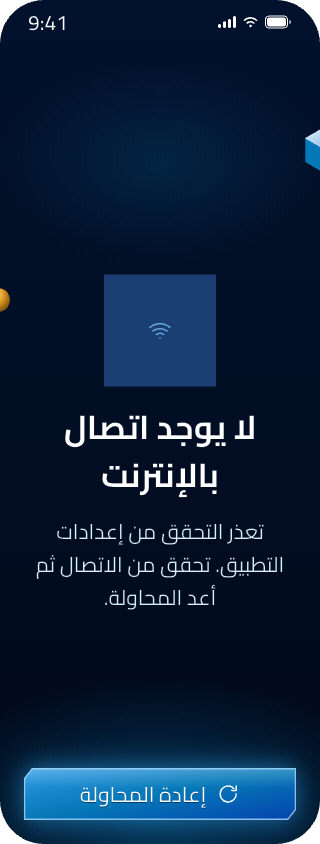 9:41
لا يوجد اتصال
بالإنترنت
تعذر التحقق من إعدادات
التطبيق. تحقق من الاتصال ثم
أعد المحاولة.
إعادة المحاولة